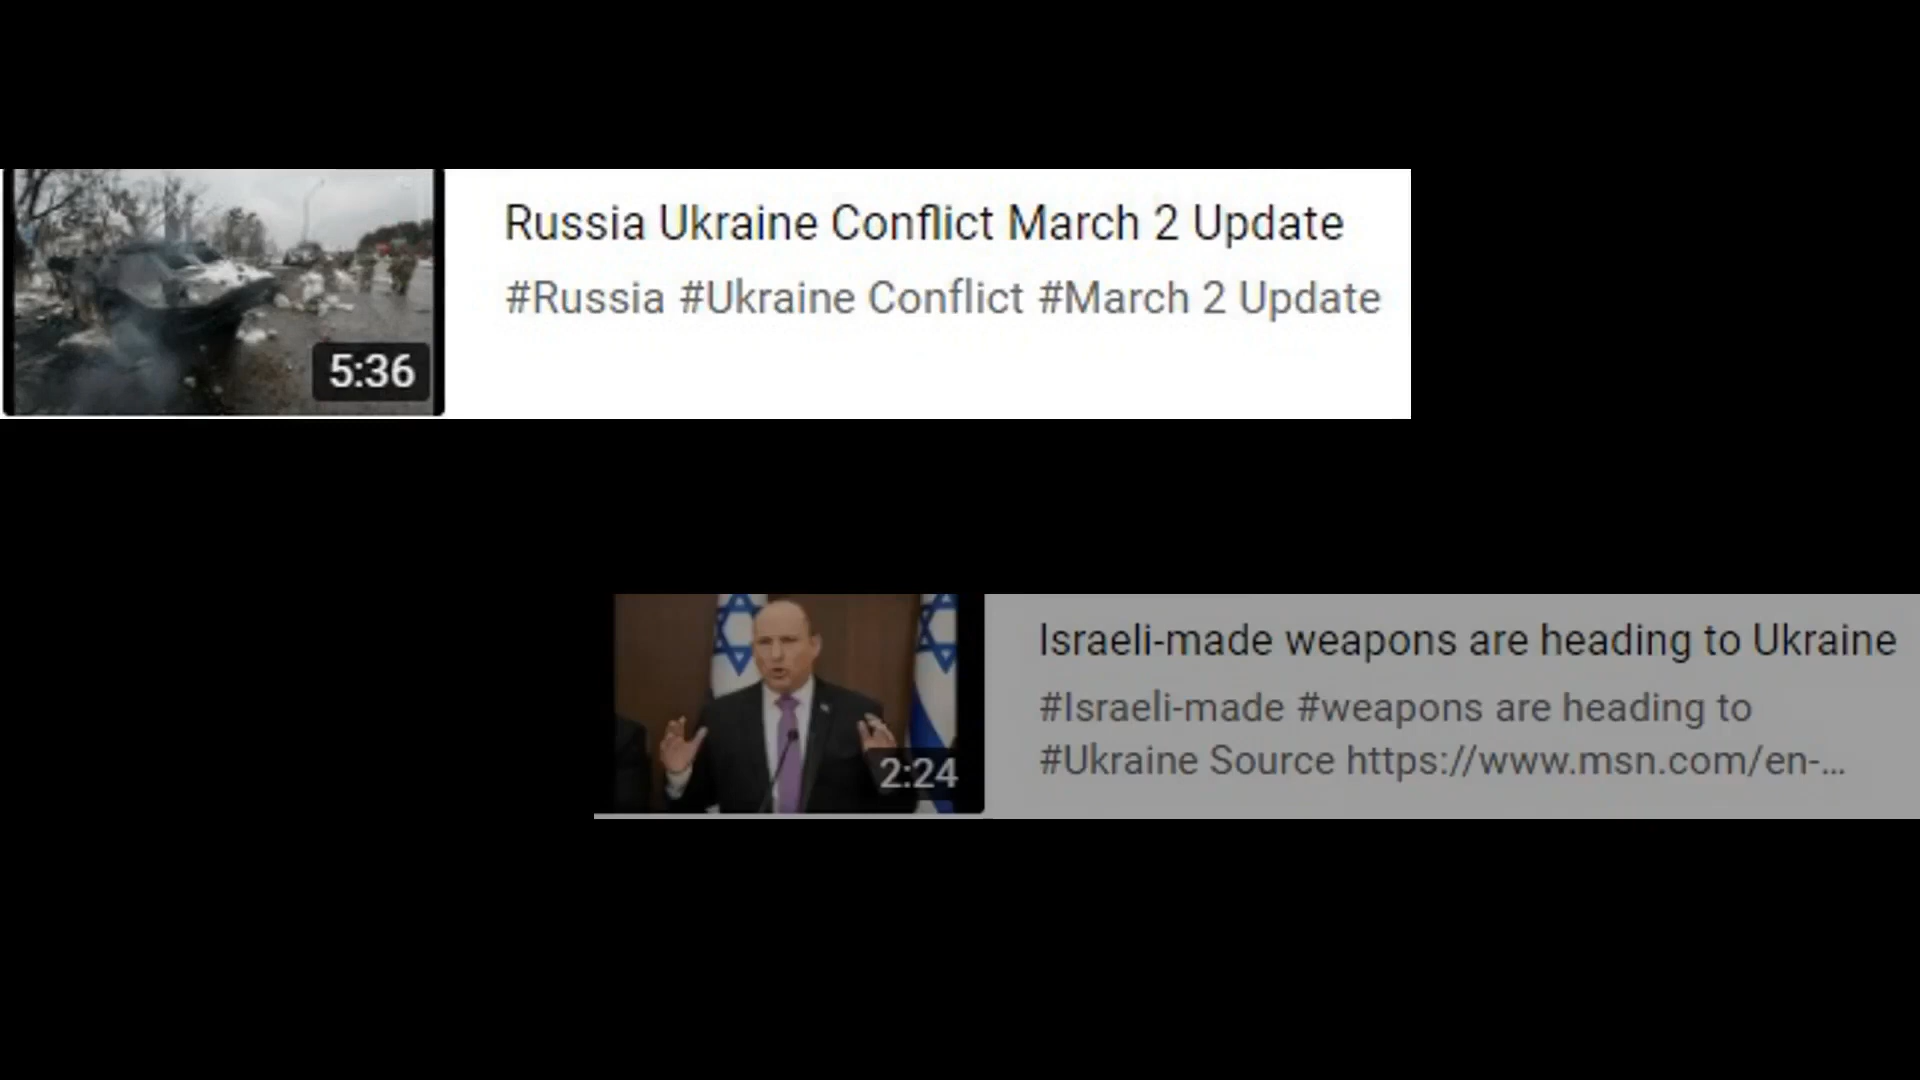 Russia Ukraine Conflict March 2 Update
#Russia #Ukraine Conflict #March 2 Update
5:36
Israeli-made weapons are heading to Ukraine
#Israeli-made #weapons are heading to
#Ukraine Source https://www.msn.com/en-...
2:24